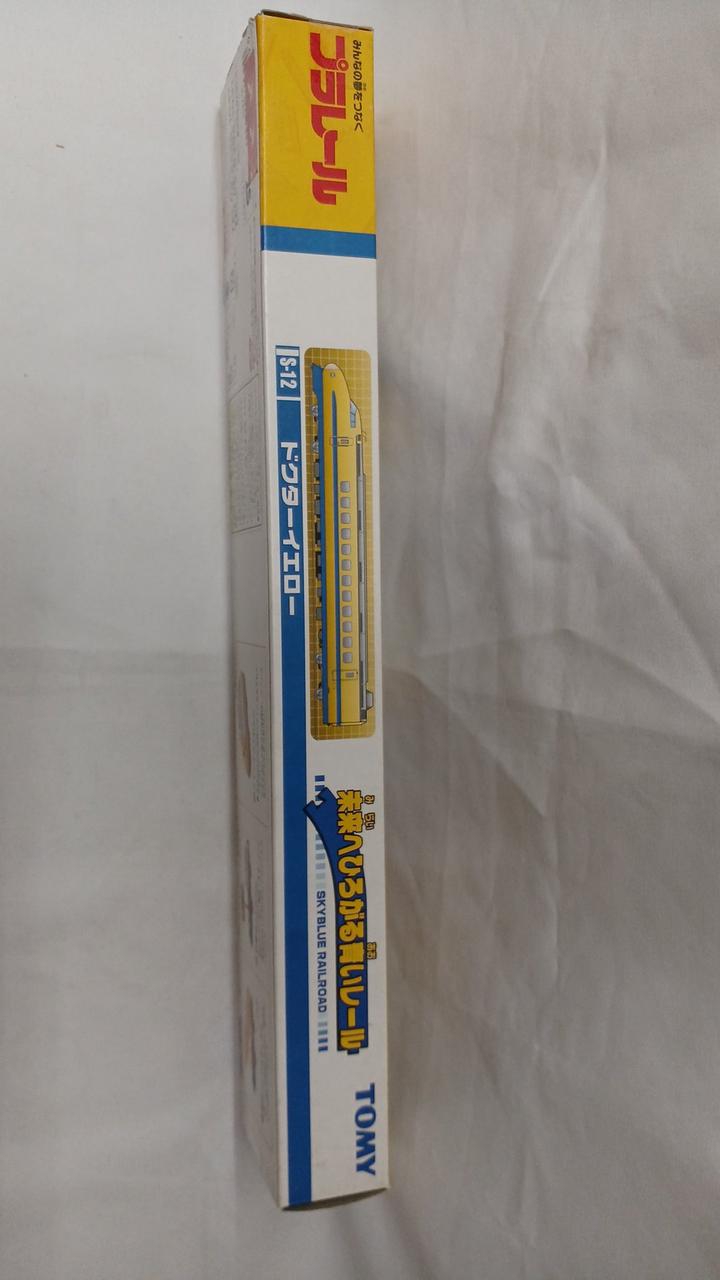 みんなの夢をつなぐ
プラレール
S-12
ドクターイエロー
未来へひろがる青いレール
SKYBLUE RAILROAD
TOMY